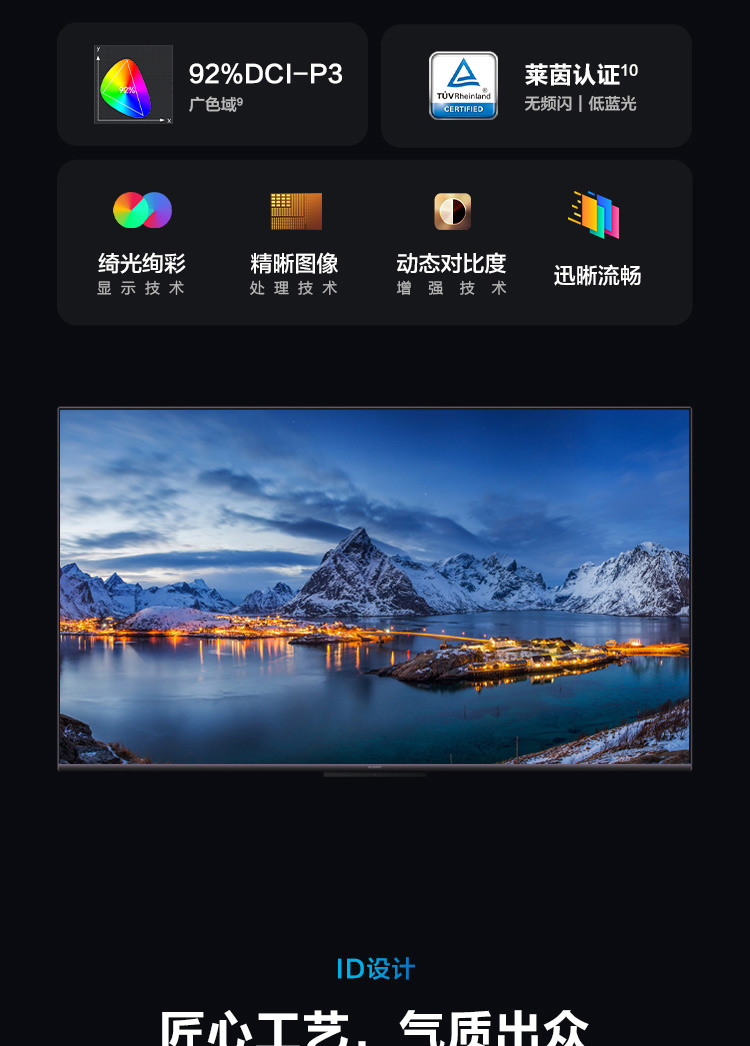 y
92%
x
92%DCI-P3
广色域9
TÜVRheinland®
CERTIFIED
莱茵认证10
无频闪 | 低蓝光
绮光绚彩
显示技术
精晰图像
处理技术
动态对比度
增强技术
迅晰流畅
ID设计
匠心工艺，气质出众